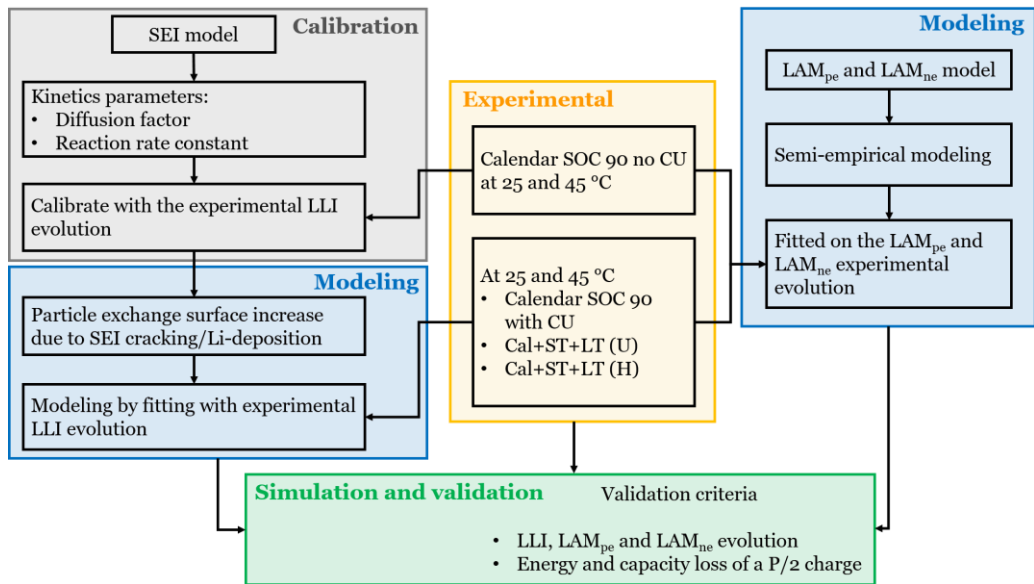 Calibration
SEI model
Kinetics parameters:
• Diffusion factor
• Reaction rate constant
Calibrate with the experimental LLI
evolution
Modeling
Particle exchange surface increase
due to SEI cracking/Li-deposition
Modeling by fitting with experimental
LLI evolution
Experimental
Calendar SOC 90 no CU
at 25 and 45 °C
At 25 and 45 °C
• Calendar SOC 90
with CU
• Cal+ST+LT (U)
• Cal+ST+LT (H)
Modeling
LAMpe and LAMne model
Semi-empirical modeling
Fitted on the LAMpe and
LAMne experimental
evolution
Simulation and validation
Validation criteria
• LLI, LAMpe and LAMne evolution
• Energy and capacity loss of a P/2 charge